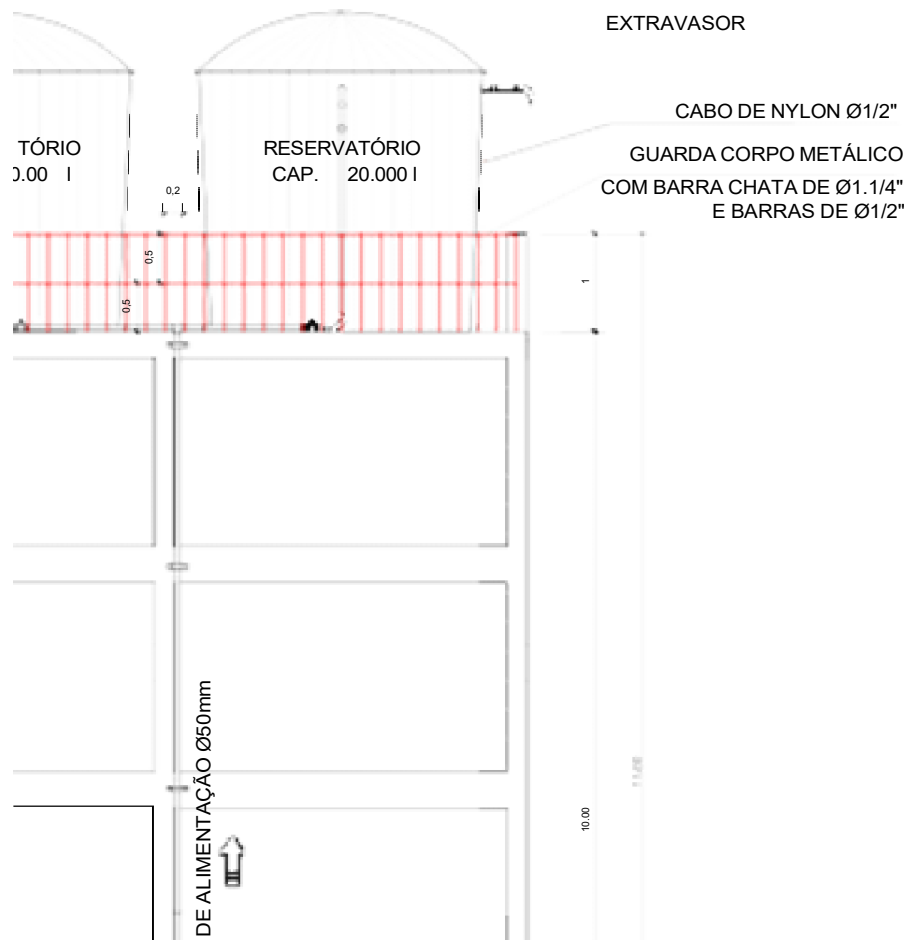 EXTRAVASOR
CABO DE NYLON Ø1/2"
GUARDA CORPO METÁLICO
COM BARRA CHATA DE Ø1.1/4"
E BARRAS DE Ø1/2"
TÓRIO
0.00 l
RESERVATÓRIO
CAP. 20.000 l
0,2
0,5
0,5
1
10.00
DE ALIMENTAÇÃO Ø50mm